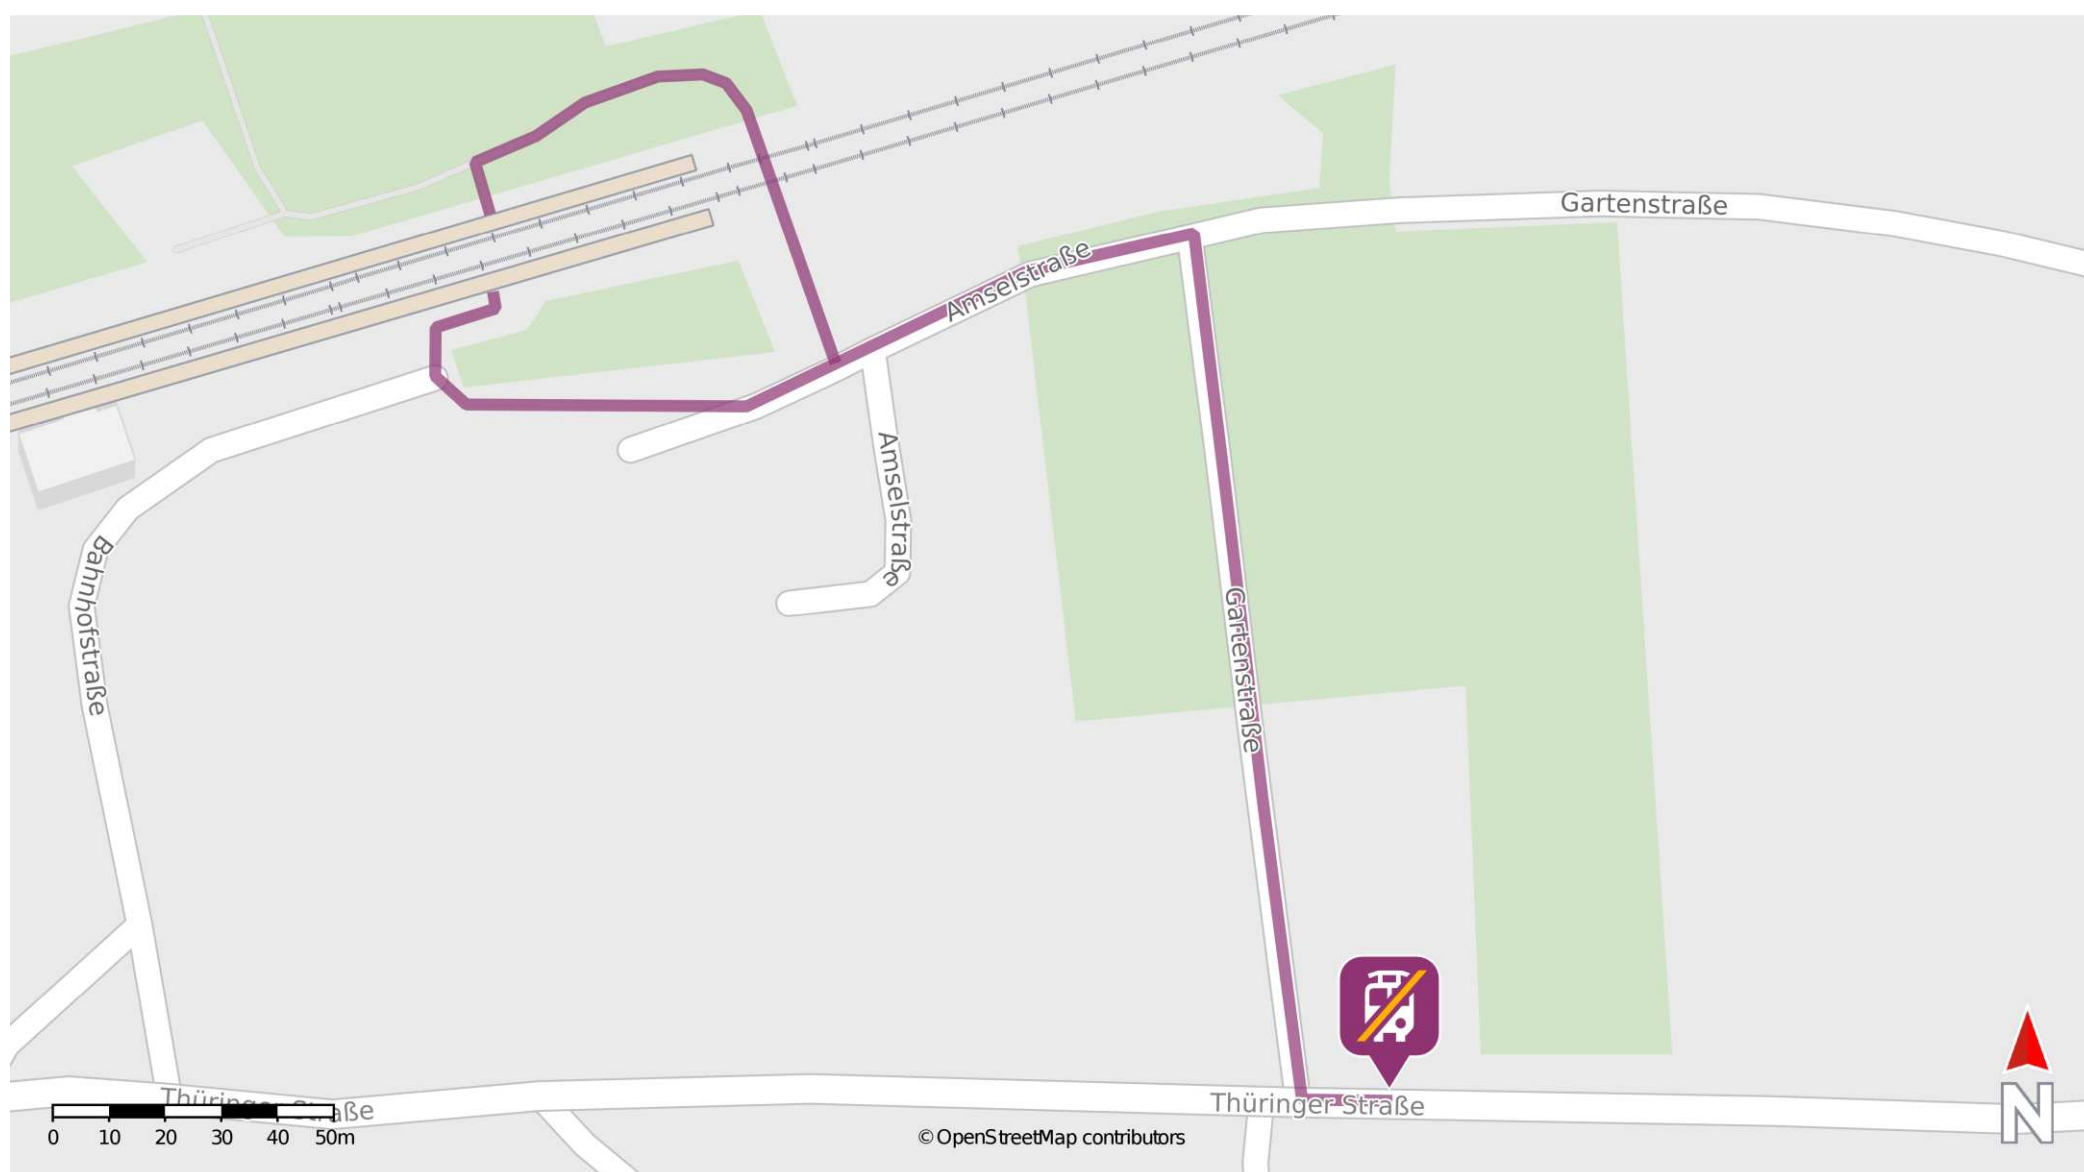 Gartenstraße
Amselstraße
Amselstraße
Bahnhofstraße
Gartenstraße
Thüringer Straße
Thüringer Straße
0 10 20 30 40 50m
© OpenStreetMap contributors
N